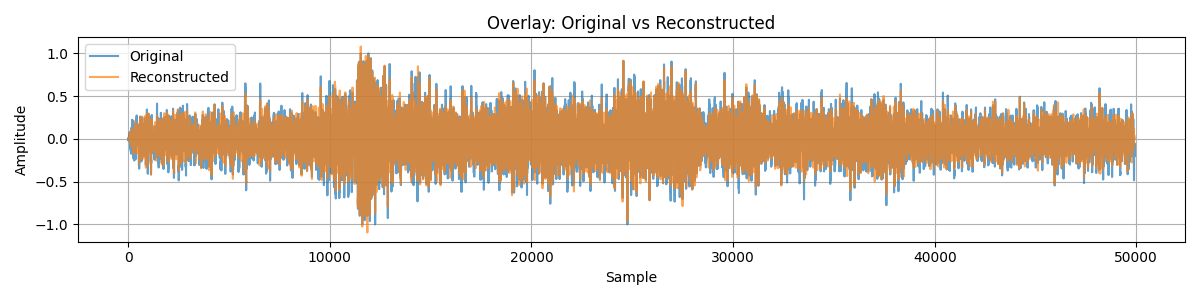 Overlay: Original vs Reconstructed
Original
Reconstructed
1.0
0.5
0.0
−0.5
−1.0
Amplitude
0 10000 20000 30000 40000 50000
Sample